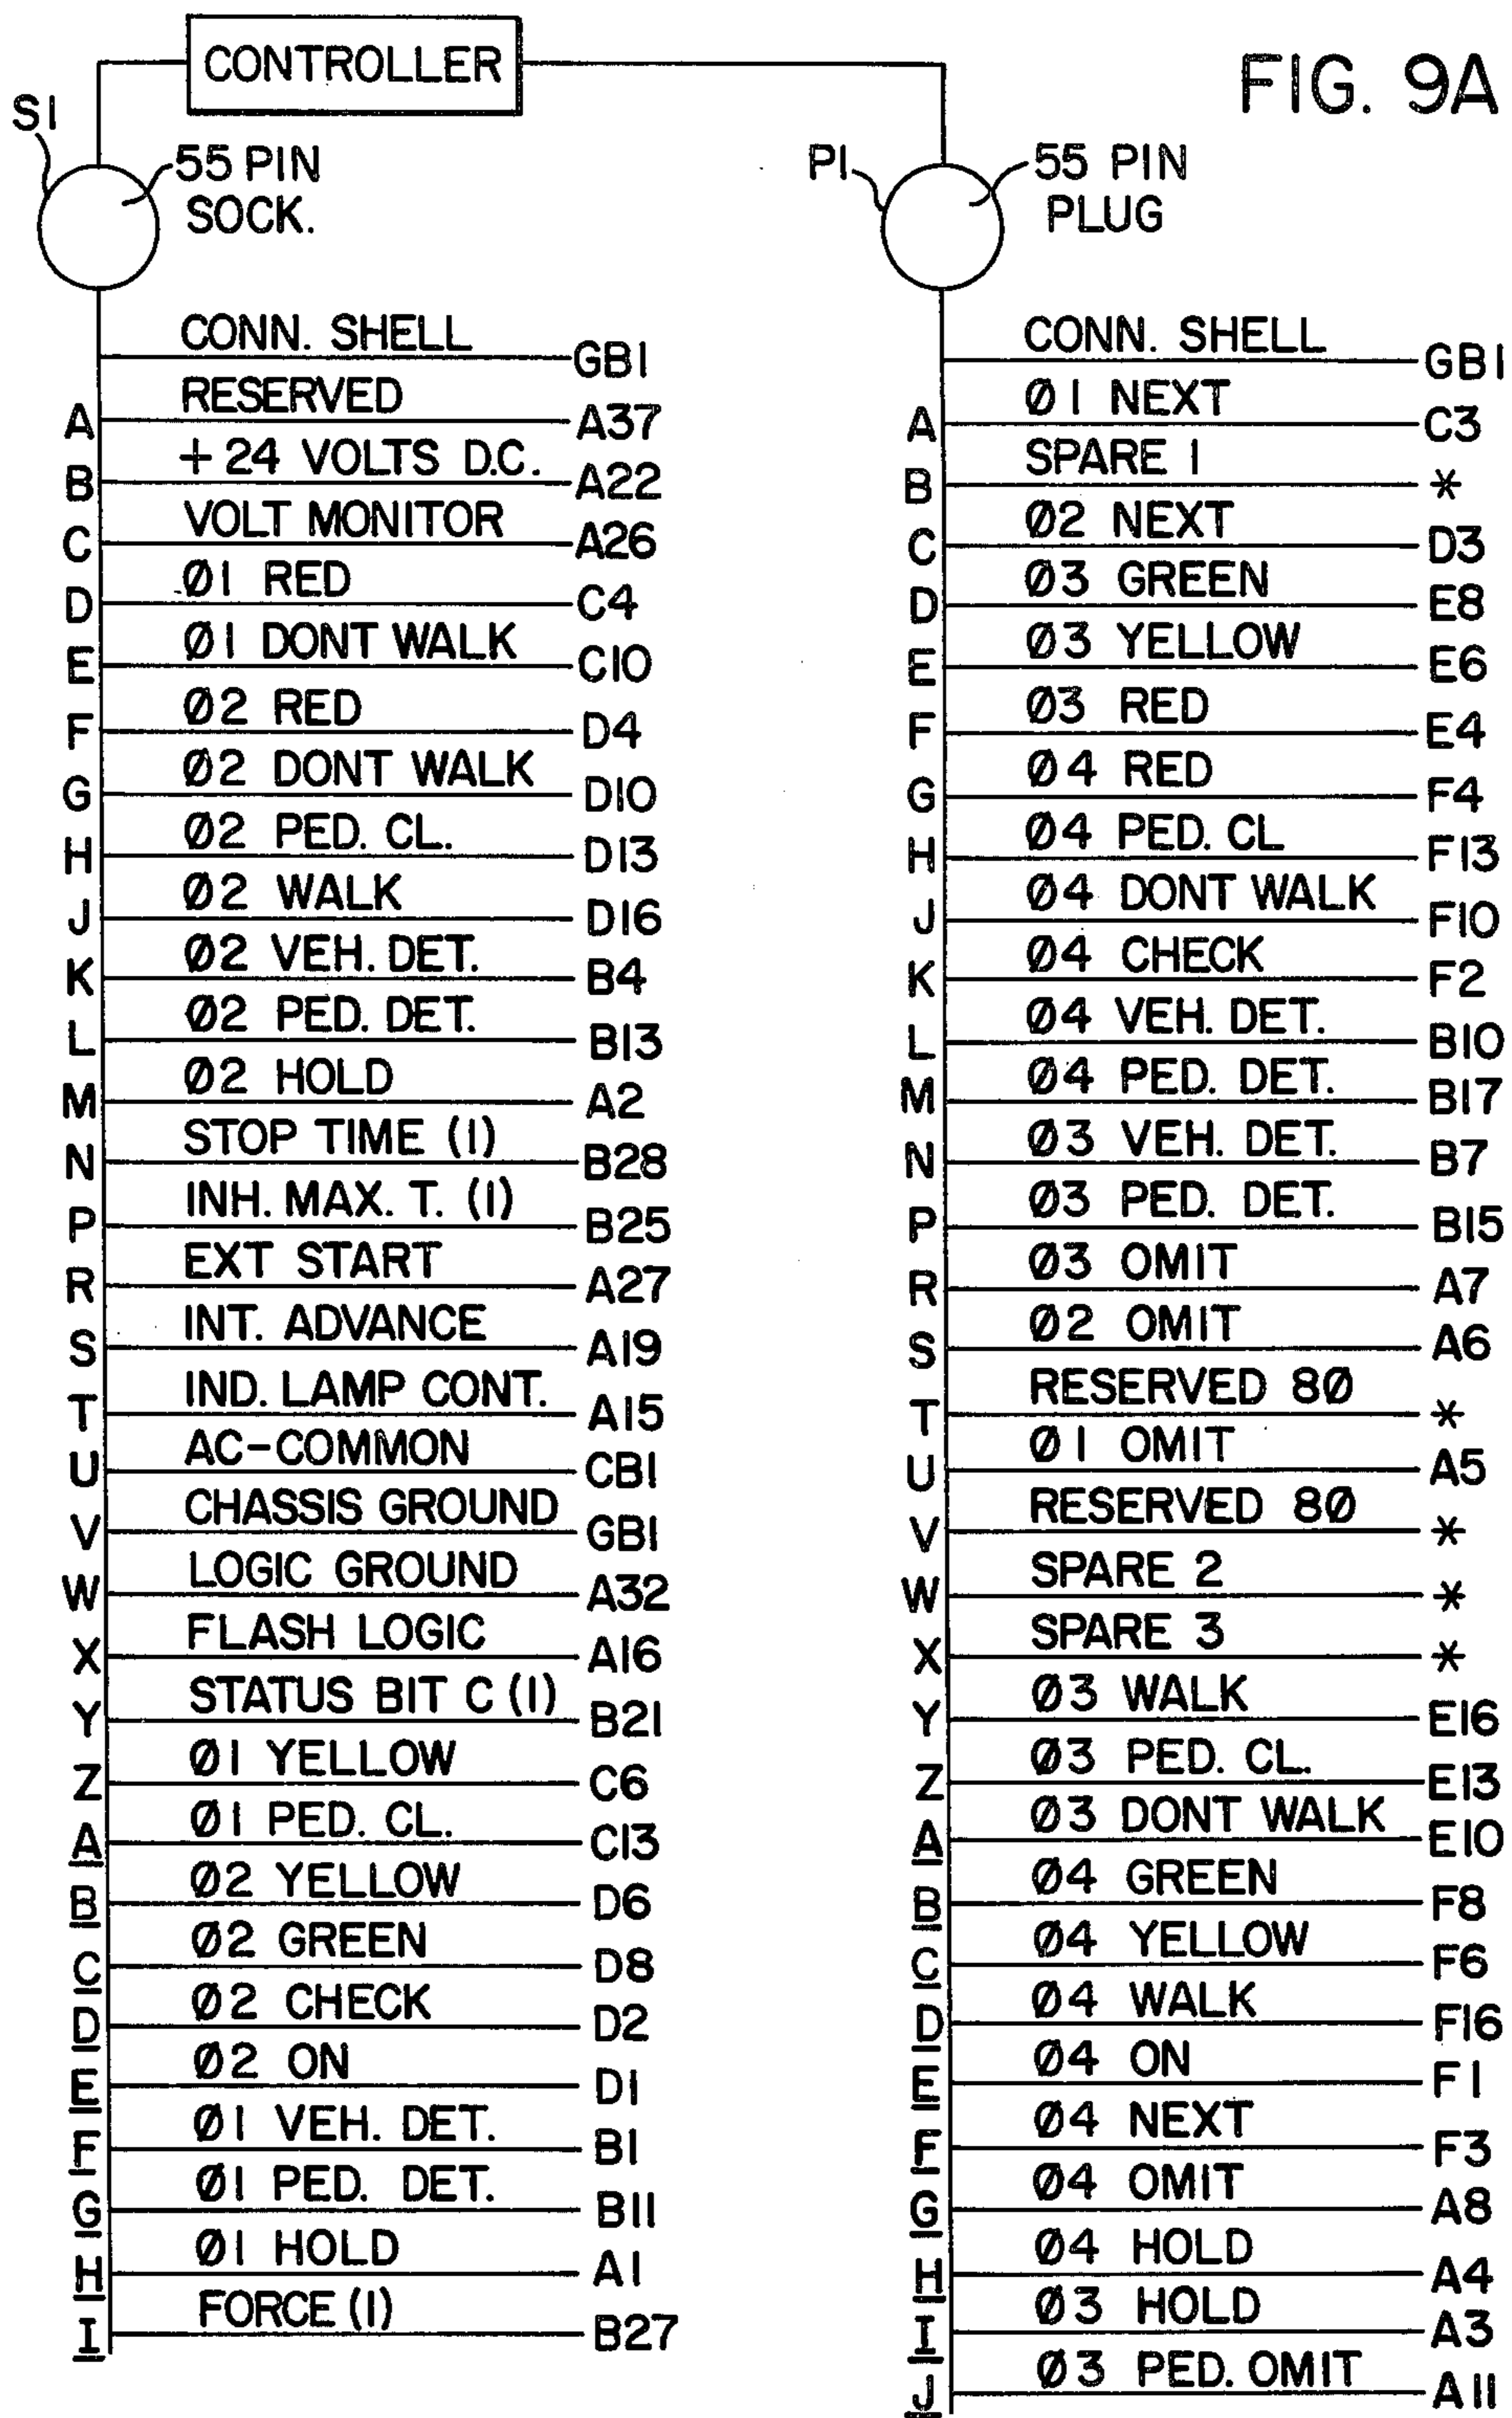 FIG. 9A
CONTROLLER
S1
55 PIN
SOCK.
CONN. SHELL GB1
A RESERVED A37
B +24 VOLTS D.C. A22
C VOLT MONITOR A26
D Ø1 RED C4
E Ø1 DONT WALK C10
F Ø2 RED D4
G Ø2 DONT WALK D10
H Ø2 PED. CL. D13
J Ø2 WALK D16
K Ø2 VEH. DET. B4
L Ø2 PED. DET. B13
M Ø2 HOLD A2
N STOP TIME (1) B28
P INH. MAX. T. (1) B25
R EXT START A27
S INT. ADVANCE A19
T IND. LAMP CONT. A15
U AC-COMMON CB1
V CHASSIS GROUND GB1
W LOGIC GROUND A32
X FLASH LOGIC A16
Y STATUS BIT C (1) B21
Z Ø1 YELLOW C6
A Ø1 PED. CL. C13
B Ø2 YELLOW D6
C Ø2 GREEN D8
D Ø2 CHECK D2
E Ø2 ON D1
F Ø1 VEH. DET. B1
G Ø1 PED. DET. B11
H Ø1 HOLD A1
I FORCE (1) B27
P1
55 PIN
PLUG
CONN. SHELL GB1
A Ø1 NEXT C3
B SPARE 1 *
C Ø2 NEXT D3
D Ø3 GREEN E8
E Ø3 YELLOW E6
F Ø3 RED E4
G Ø4 RED F4
H Ø4 PED. CL F13
J Ø4 DONT WALK F10
K Ø4 CHECK F2
L Ø4 VEH. DET. B10
M Ø4 PED. DET. B17
N Ø3 VEH. DET. B7
P Ø3 PED. DET. B15
R Ø3 OMIT A7
S Ø2 OMIT A6
T RESERVED 8Ø *
U Ø1 OMIT A5
V RESERVED 8Ø *
W SPARE 2 *
X SPARE 3 *
Y Ø3 WALK E16
Z Ø3 PED. CL. E13
A Ø3 DONT WALK E10
B Ø4 GREEN F8
C Ø4 YELLOW F6
D Ø4 WALK F16
E Ø4 ON F1
F Ø4 NEXT F3
G Ø4 OMIT A8
H Ø4 HOLD A4
I Ø3 HOLD A3
J Ø3 PED. OMIT A11